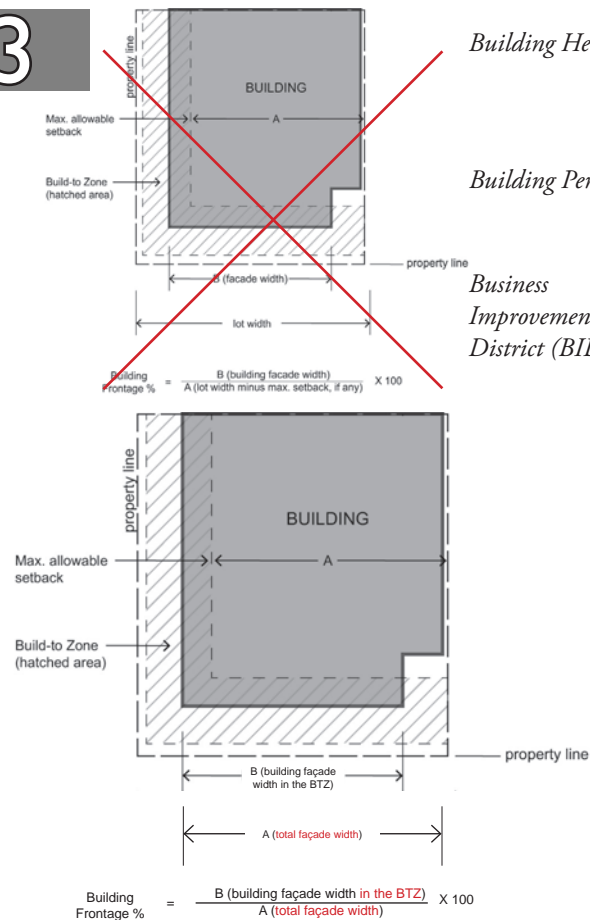 3
property line
BUILDING
A
Max. allowable
setback
Build-to Zone
(hatched area)
property line
B (facade width)
lot width
Building
Frontage % = B (building facade width)
A (lot width minus max. setback, if any) X 100
Building He
Building Per
Business
Improvemen
District (BID
property line
BUILDING
A
Max. allowable
setback
Build-to Zone
(hatched area)
property line
B (building façade
width in the BTZ)
A (total façade width)
Building
Frontage % = B (building façade width in the BTZ)
A (total façade width) X 100